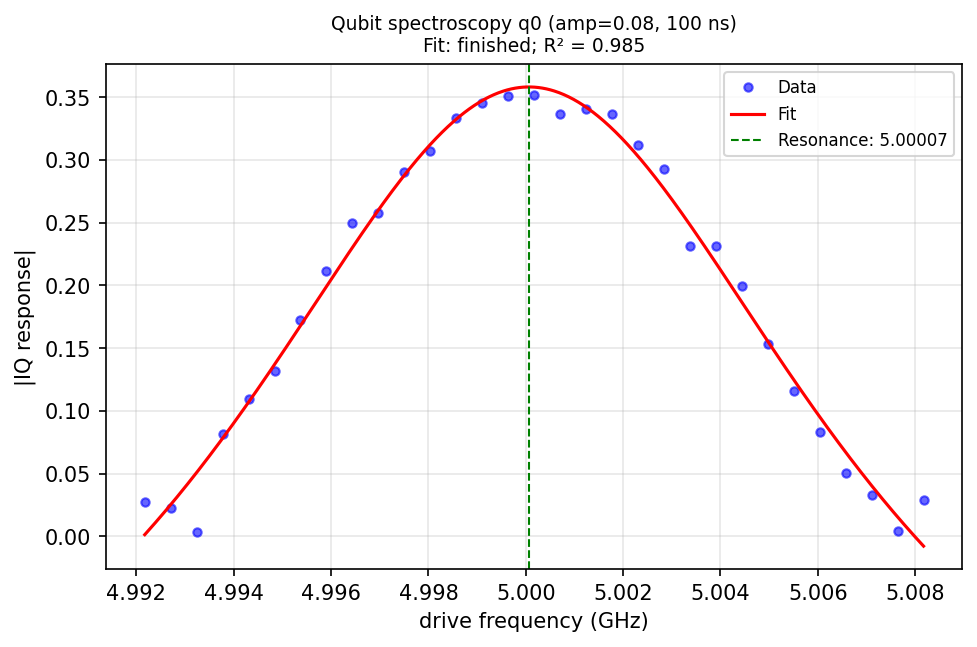 Qubit spectroscopy q0 (amp=0.08, 100 ns)
Fit: finished; R² = 0.985
Data
Fit
Resonance: 5.00007
|IQ response|
0.35
0.30
0.25
0.20
0.15
0.10
0.05
0.00
4.992 4.994 4.996 4.998 5.000 5.002 5.004 5.006 5.008
drive frequency (GHz)